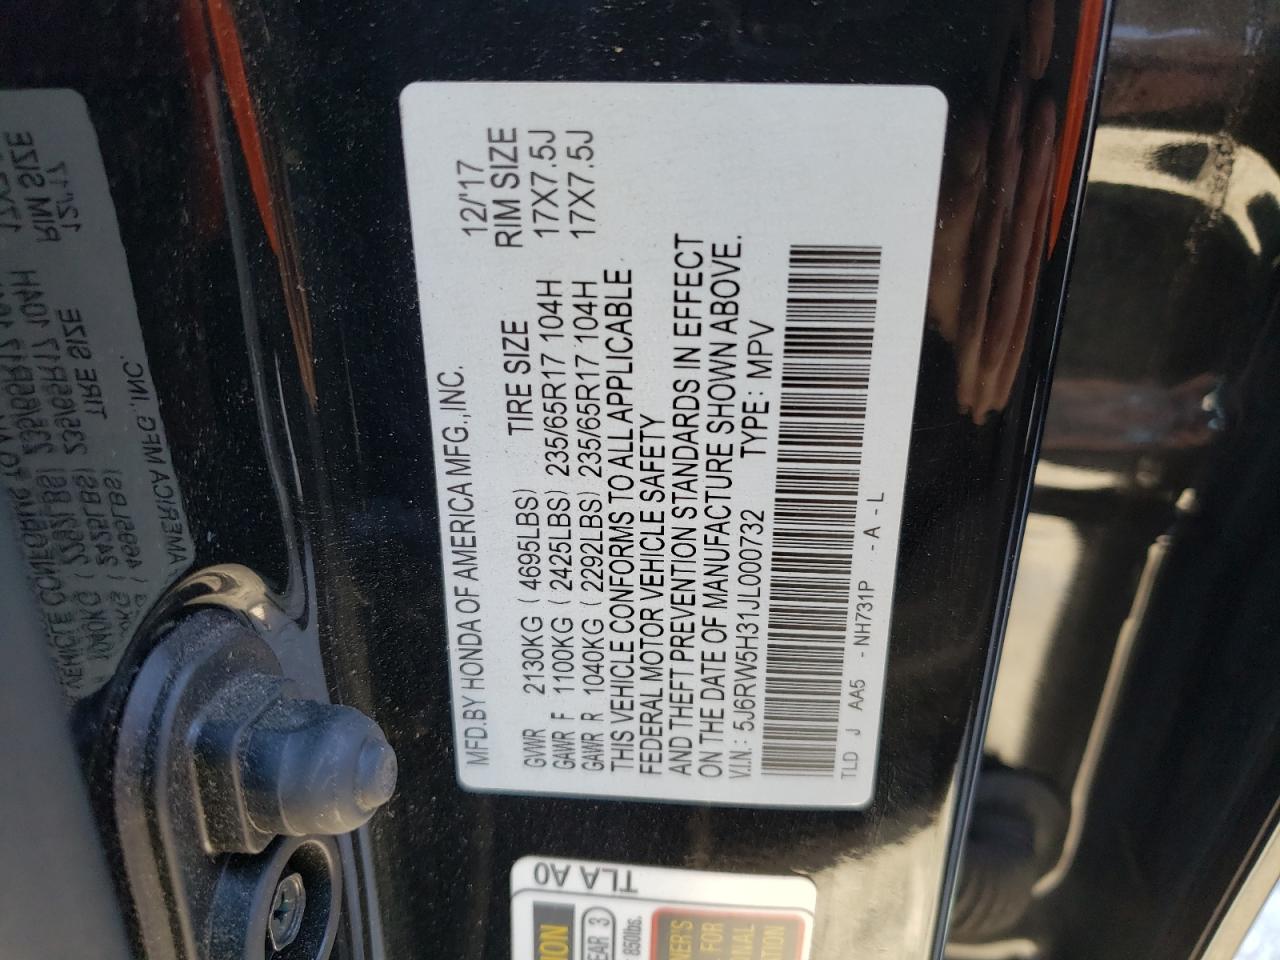 MFD.BY HONDA OF AMERICA MFG.,INC. 12/'17
TIRE SIZE RIM SIZE
GVWR 2130KG (4695LBS)
GAWR F 1100KG (2425LBS) 235/65R17 104H 17X7.5J
GAWR R 1040KG (2292LBS) 235/65R17 104H 17X7.5J
THIS VEHICLE CONFORMS TO ALL APPLICABLE
FEDERAL MOTOR VEHICLE SAFETY
AND THEFT PREVENTION STANDARDS IN EFFECT
ON THE DATE OF MANUFACTURE SHOWN ABOVE.
V.I.N.: 5J6RW5H31JL000732 TYPE: MPV
TLD J AA5 - NH731P - A - L
TLA A0
EAR 3
850lbs.